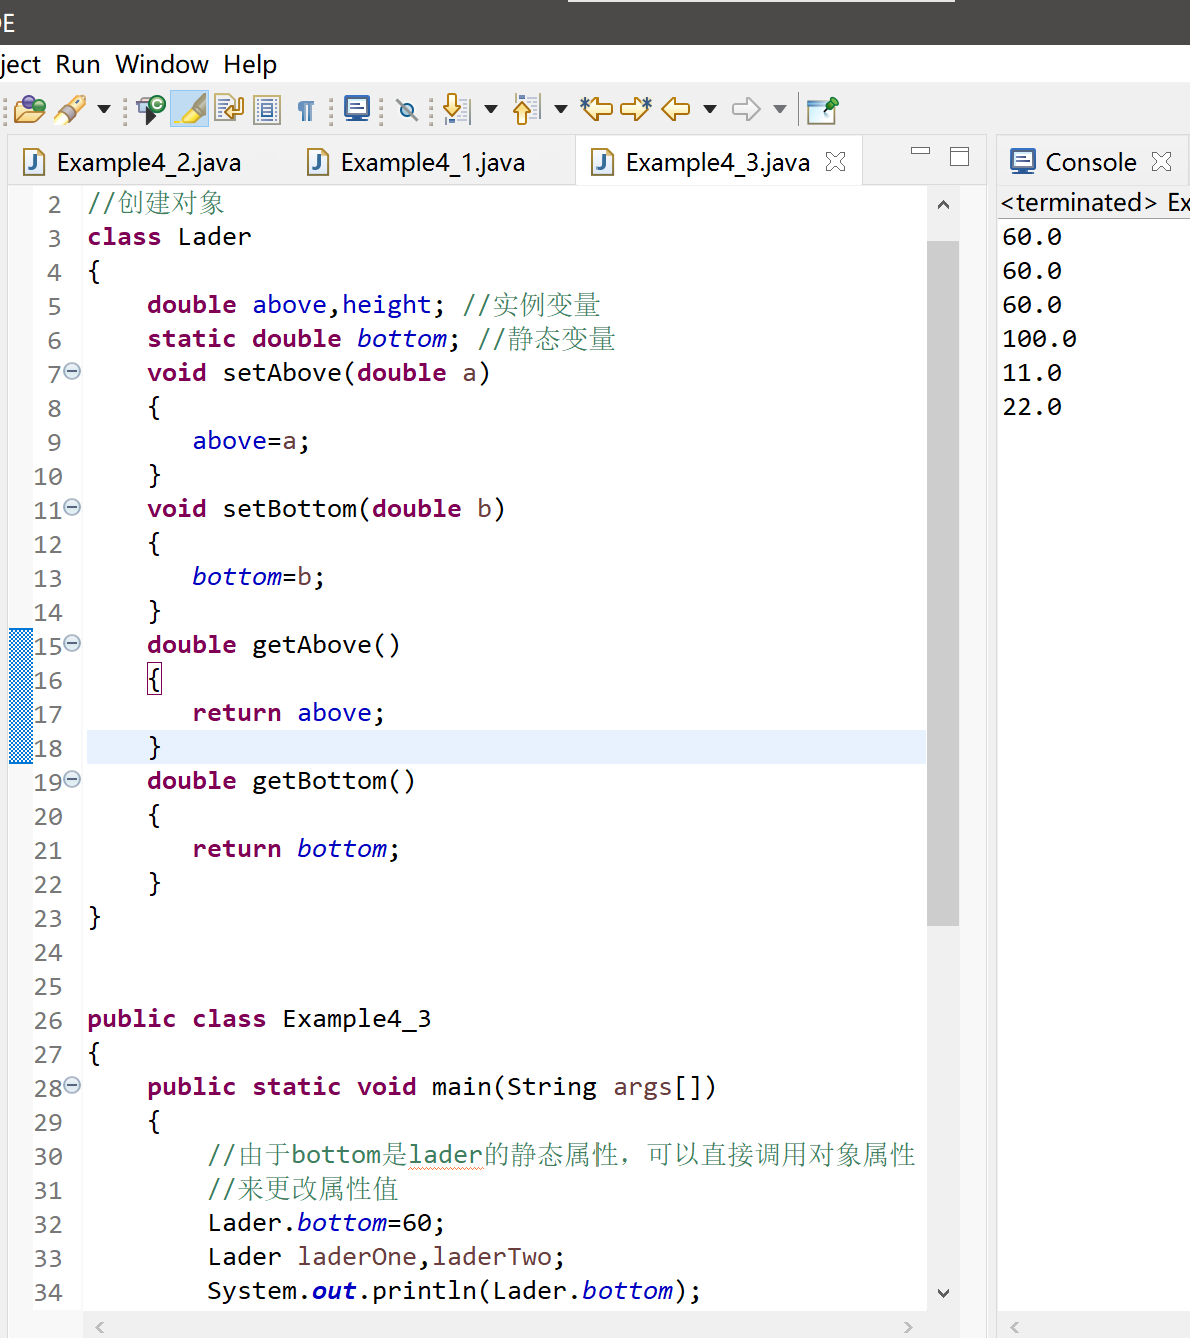 DE
ject Run Window Help
Example4_2.java Example4_1.java Example4_3.java
Console
<terminated> Ex
2 //创建对象
3 class Lader
4 {
5 double above,height; //实例变量
6 static double bottom; //静态变量
7 void setAbove(double a)
8 {
9 above=a;
10 }
11 void setBottom(double b)
12 {
13 bottom=b;
14 }
15 double getAbove()
16 {
17 return above;
18 }
19 double getBottom()
20 {
21 return bottom;
22 }
23 }
24
25
26 public class Example4_3
27 {
28 public static void main(String args[])
29 {
30 //由于bottom是lader的静态属性，可以直接调用对象属性
31 //来更改属性值
32 Lader.bottom=60;
33 Lader laderOne,laderTwo;
34 System.out.println(Lader.bottom);
60.0
60.0
60.0
100.0
11.0
22.0